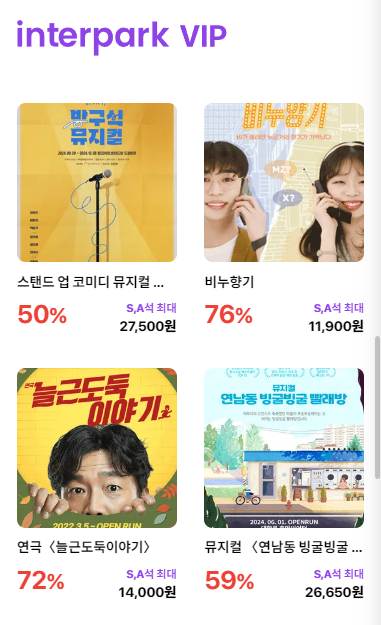 interpark VIP
방구석
뮤지컬
비누향기
MZ?
X?
스탠드 업 코미디 뮤지컬 ...
50%
S,A석 최대
27,500원
비누향기
76%
S,A석 최대
11,900원
연극
늘근도둑
이야기
2022.3.5~OPEN RUN
뮤지컬
연남동 빙굴빙굴 빨래방
2024. 06. 01. OPENRUN
연극〈늘근도둑이야기〉
72%
S,A석 최대
14,000원
뮤지컬 〈연남동 빙굴빙굴 ...
59%
S,A석 최대
26,650원